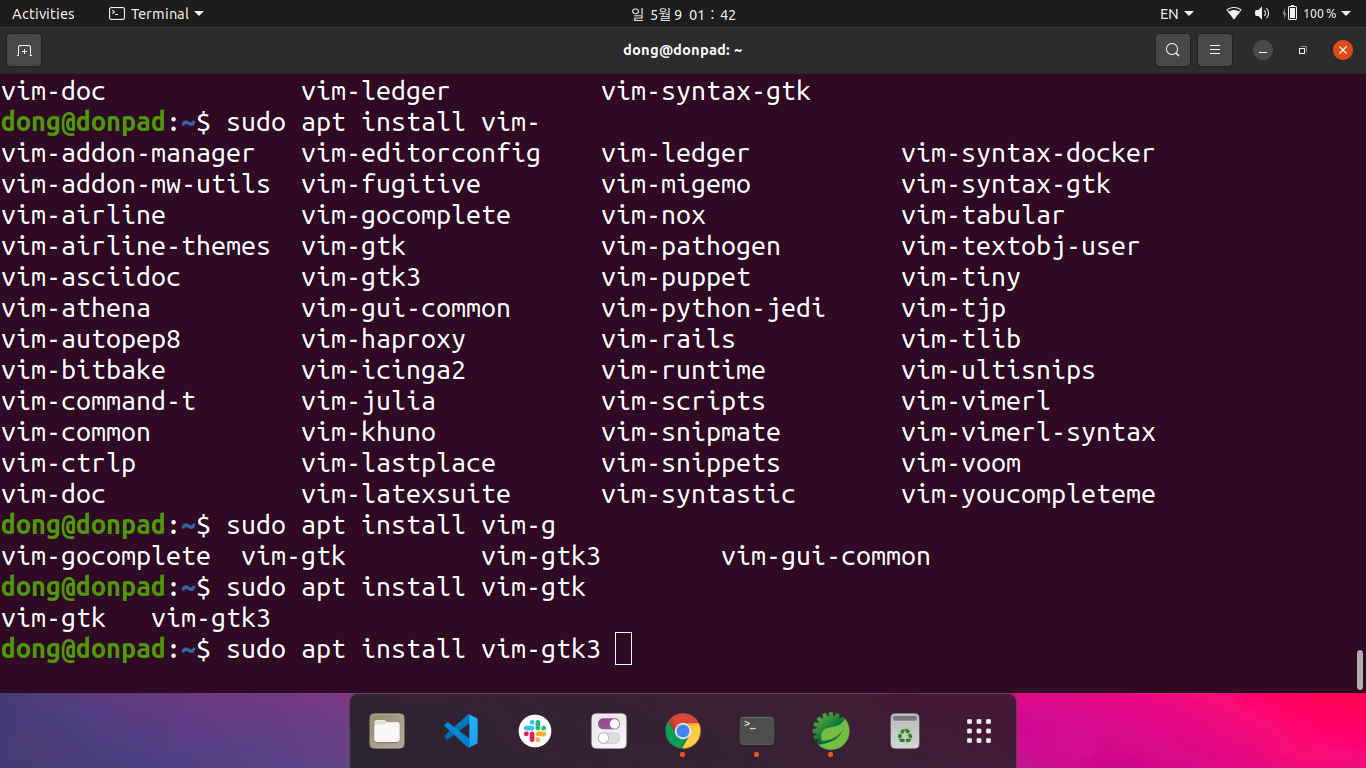 Activities Terminal 일 5월 9 01 : 42 EN 100 %
dong@donpad: ~
vim-doc vim-ledger vim-syntax-gtk
dong@donpad:~$ sudo apt install vim-
vim-addon-manager vim-editorconfig vim-ledger vim-syntax-docker
vim-addon-mw-utils vim-fugitive vim-migemo vim-syntax-gtk
vim-airline vim-gocomplete vim-nox vim-tabular
vim-airline-themes vim-gtk vim-pathogen vim-textobj-user
vim-asciidoc vim-gtk3 vim-puppet vim-tiny
vim-athena vim-gui-common vim-python-jedi vim-tjp
vim-autopep8 vim-haproxy vim-rails vim-tlib
vim-bitbake vim-icinga2 vim-runtime vim-ultisnips
vim-command-t vim-julia vim-scripts vim-vimerl
vim-common vim-khuno vim-snipmate vim-vimerl-syntax
vim-ctrlp vim-lastplace vim-snippets vim-voom
vim-doc vim-latexsuite vim-syntastic vim-youcompleteme
dong@donpad:~$ sudo apt install vim-g
vim-gocomplete vim-gtk vim-gtk3 vim-gui-common
dong@donpad:~$ sudo apt install vim-gtk
vim-gtk vim-gtk3
dong@donpad:~$ sudo apt install vim-gtk3